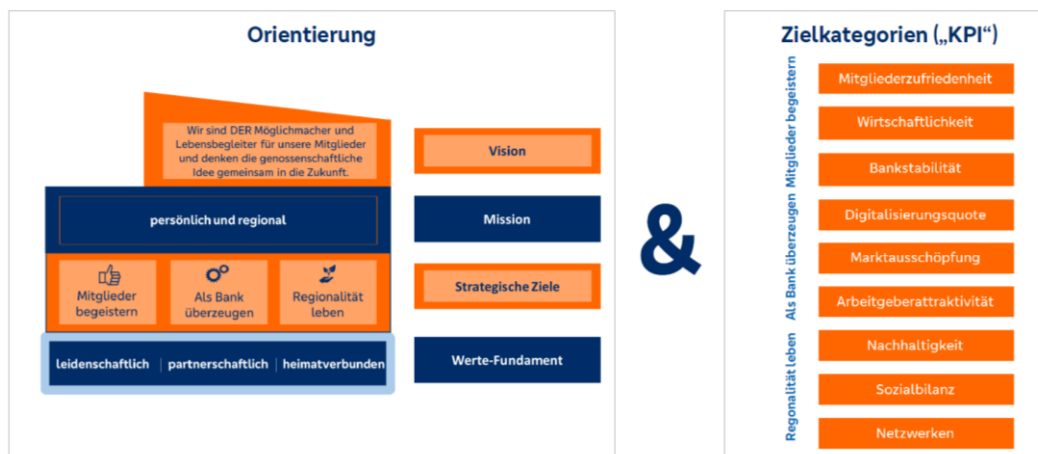 Orientierung
Wir sind DER Möglichmacher und
Lebensbegleiter für unsere Mitglieder
und denken die genossenschaftliche
Idee gemeinsam in die Zukunft.
Vision
persönlich und regional
Mission
Mitglieder
begeistern
Als Bank
überzeugen
Regionalität
leben
Strategische Ziele
leidenschaftlich | partnerschaftlich | heimatverbunden
Werte-Fundament
&
Zielkategorien („KPI“)
Mitglieder begeistern
Mitgliederzufriedenheit
Wirtschaftlichkeit
Bankstabilität
Als Bank überzeugen
Digitalisierungsquote
Marktausschöpfung
Arbeitgeberattraktivität
Regonalität leben
Nachhaltigkeit
Sozialbilanz
Netzwerken